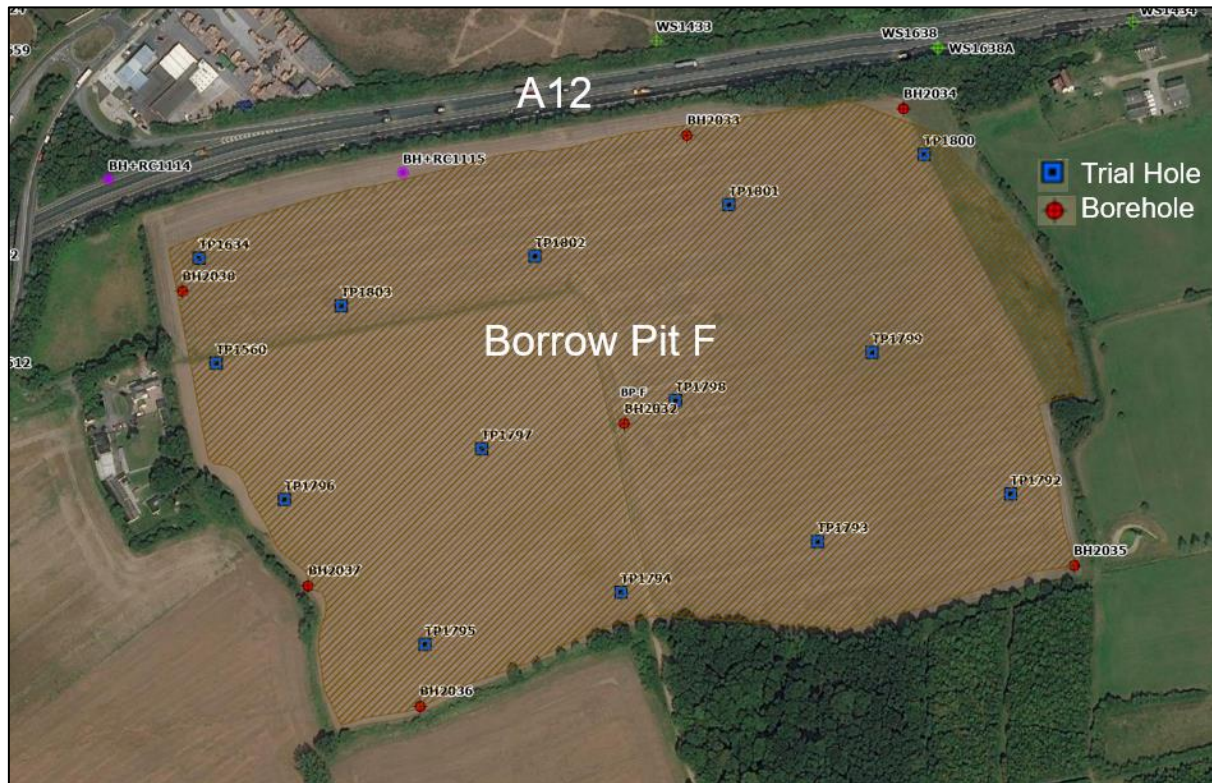 WS1434
WS1433
WS1638
WS1638A
A12
BH2034
BH2033
TP1800
BH+RC1114
BH+RC1115
Trial Hole
TP1801
Borehole
TP1634
TP1802
BH2038
TP1803
Borrow Pit F
TP1799
TP1560
BP-F
TP1798
BH2032
TP1797
TP1796
TP1792
TP1793
BH2035
BH2037
TP1794
TP1795
BH2036